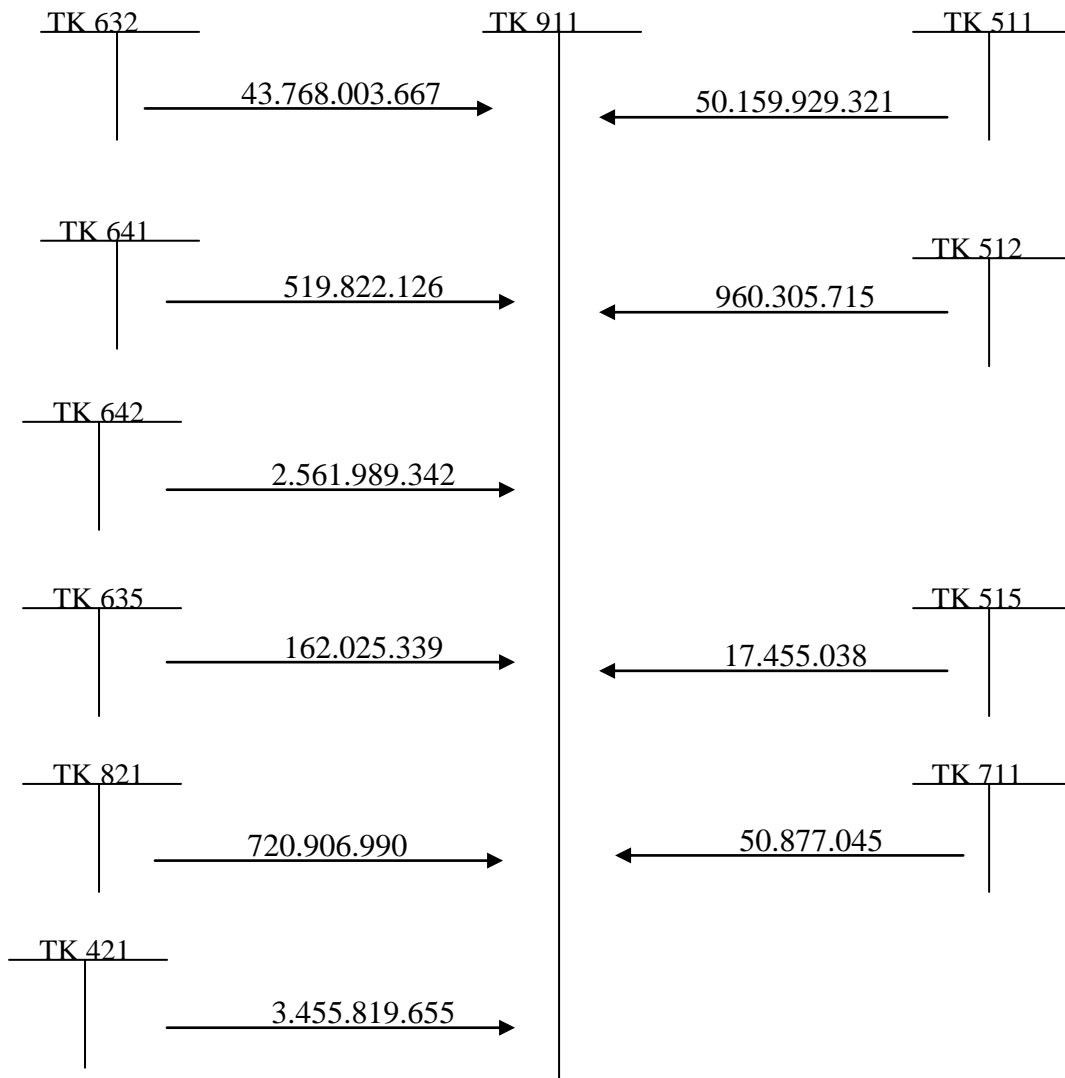 TK 632 TK 911 TK 511
43.768.003.667 50.159.929.321
TK 641 TK 512
519.822.126 960.305.715
TK 642
2.561.989.342
TK 635 TK 515
162.025.339 17.455.038
TK 821 TK 711
720.906.990 50.877.045
TK 421
3.455.819.655